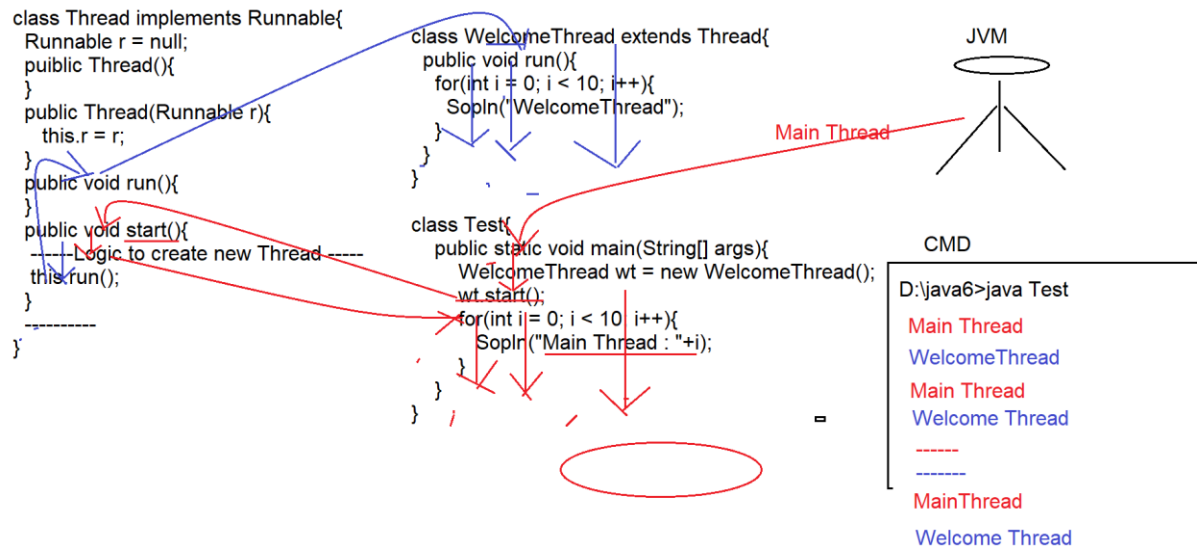 class Thread implements Runnable{
Runnable r = null;
puiblic Thread(){
}
public Thread(Runnable r){
this.r = r;
}
public void run(){
}
public void start(){
-------Logic to create new Thread -----
this.run();
}
----------
}
class WelcomeThread extends Thread{
public void run(){
for(int i = 0; i < 10; i++){
Sopln("WelcomeThread");
}
}
}
class Test{
public static void main(String[] args){
WelcomeThread wt = new WelcomeThread();
wt.start();
for(int i = 0; i < 10 i++){
Sopln("Main Thread : "+i);
}
}
}
JVM
Main Thread
CMD
D:\java6>java Test
Main Thread
WelcomeThread
Main Thread
Welcome Thread
------
-------
MainThread
Welcome Thread